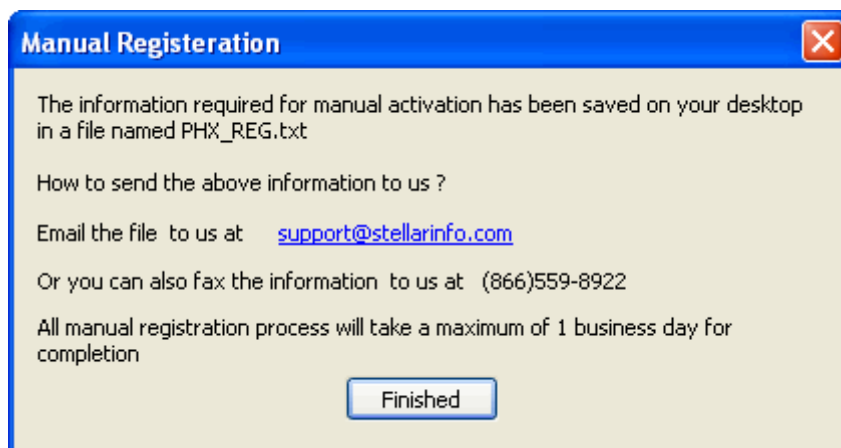 Manual Registeration
The information required for manual activation has been saved on your desktop
in a file named PHX_REG.txt
How to send the above information to us ?
Email the file  to us at    support@stellarinfo.com
Or you can also fax the information  to us at   (866)559-8922
All manual registration process will take a maximum of 1 business day for
completion
Finished